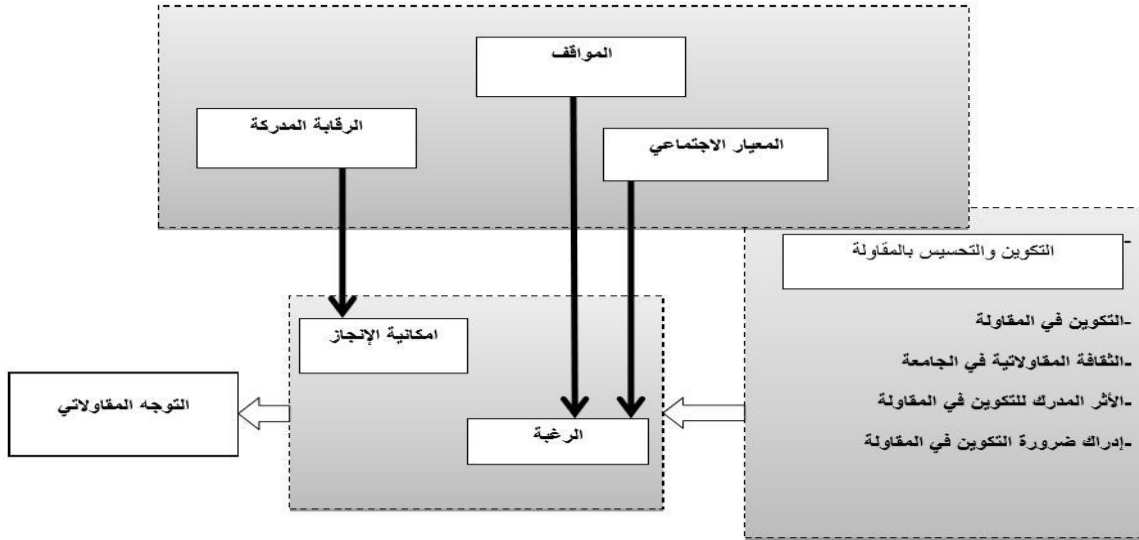 المواقف
الرقابة المدركة
المعيار الاجتماعي
-
التكوين والتحسيس بالمقاولة
-التكوين في المقاولة
-الثقافة المقاولاتية في الجامعة
-الأثر المدرك للتكوين في المقاولة
-إدراك ضرورة التكوين في المقاولة
امكانية الإنجاز
الرغبة
التوجه المقاولاتي